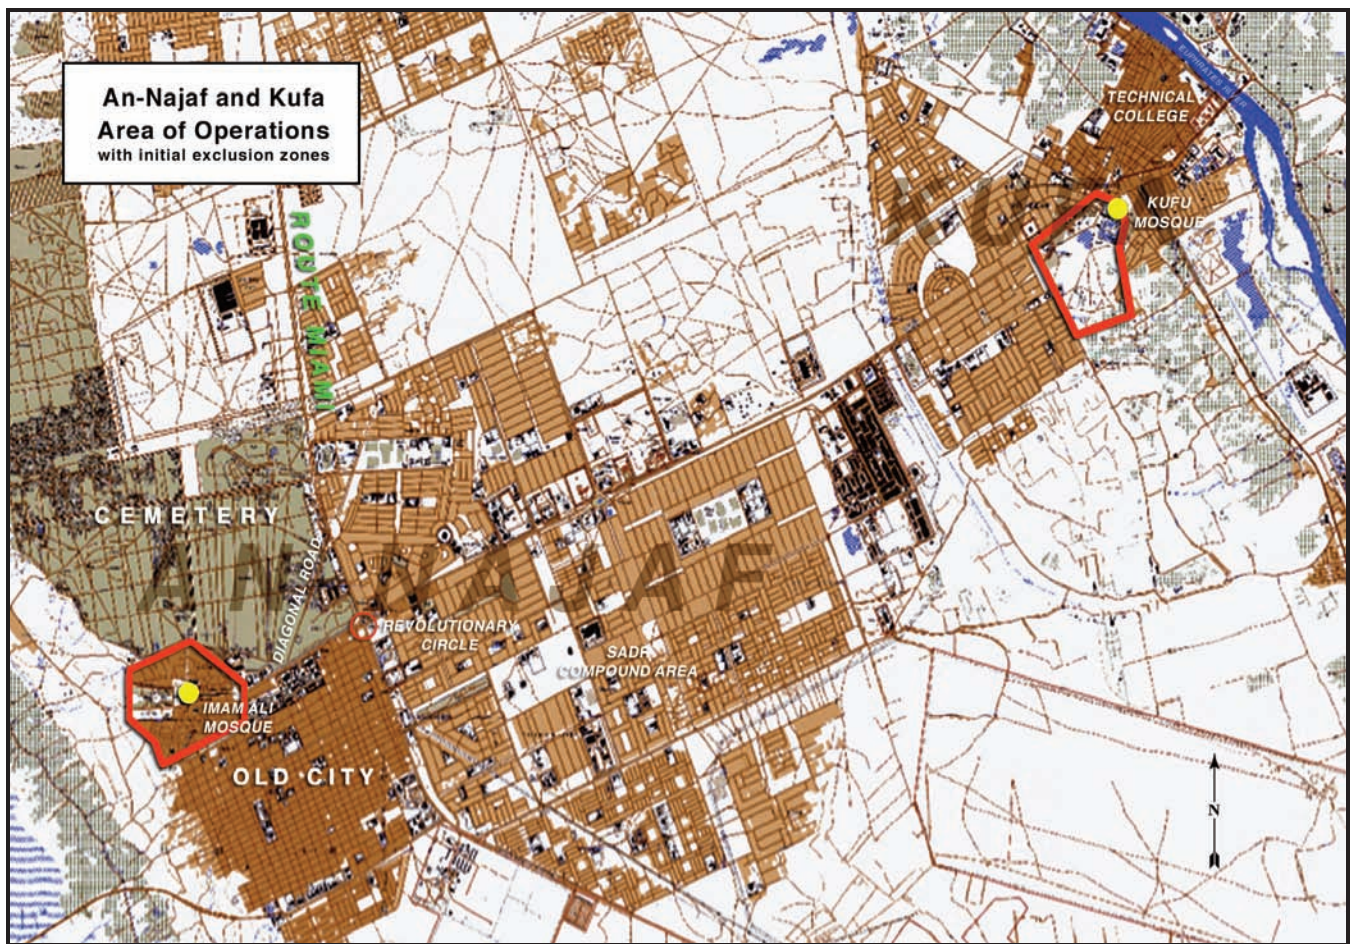 An-Najaf and Kufa
Area of Operations
with initial exclusion zones
EUPHRATES RIVER
TECHNICAL
COLLEGE
KUFA
KUFU
MOSQUE
ROUTE MIAMI
CEMETERY
AN NAJAF
DIAGONAL ROAD
REVOLUTIONARY
CIRCLE
SADR
COMPOUND AREA
IMAM ALI
MOSQUE
OLD CITY
N